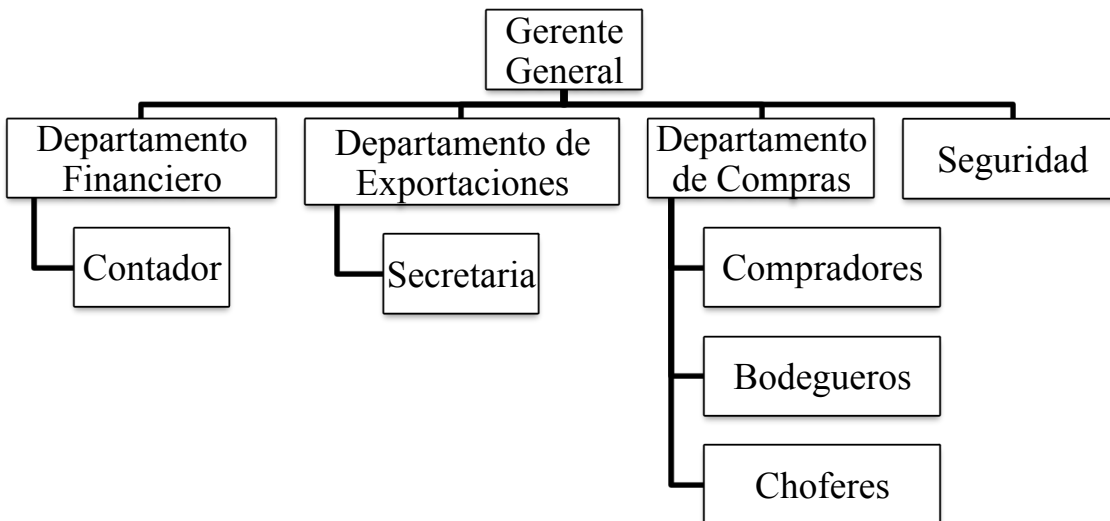 Gerente
General
Departamento
Financiero
Departamento de
Exportaciones
Departamento
de Compras
Seguridad
Contador
Secretaria
Compradores
Bodegueros
Choferes